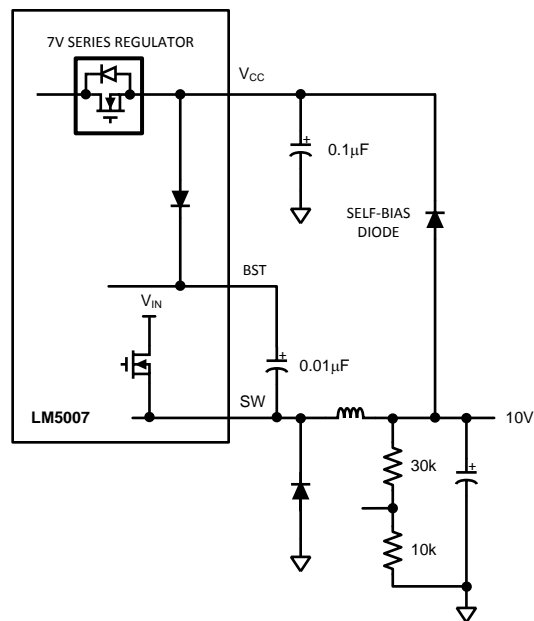 7V SERIES REGULATOR
VCC
+
0.1μF
SELF-BIAS
DIODE
BST
VIN
+
0.01μF
SW
LM5007
10V
30k
+
10k